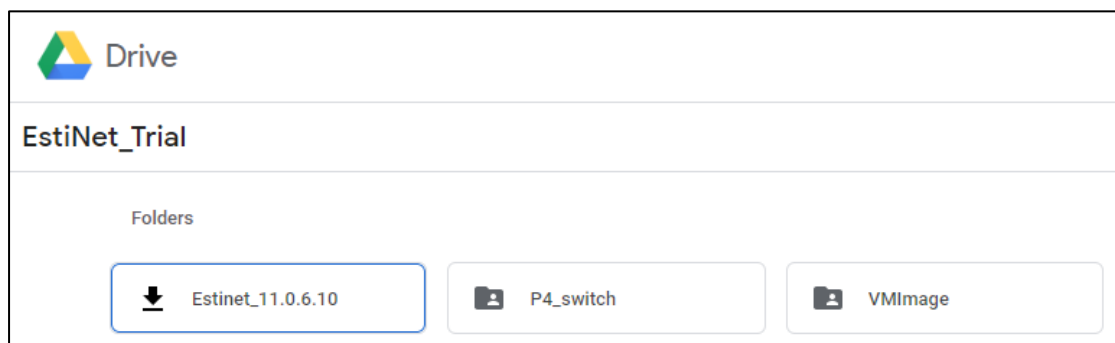 Drive
EstiNet_Trial
Folders
Estinet_11.0.6.10
P4_switch
VMImage